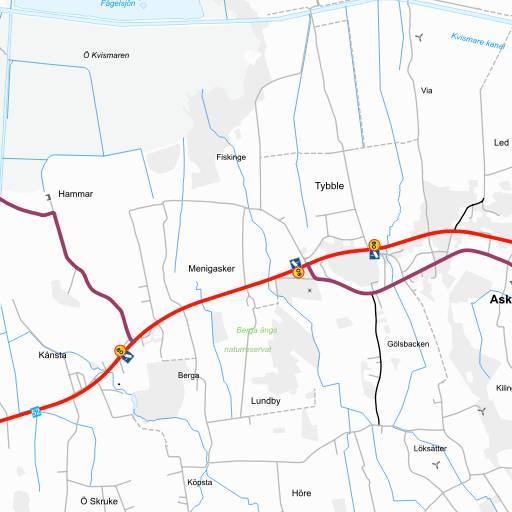 Fågelsjön
Kvismare kanal
Ö Kvismaren
Via
Led
Fiskinge
Tybble
Hammar
Menigasker
Ask
Berga ängs
naturreservat
Gölsbacken
Kånsta
Berga
Kiling
Lundby
52
Löksätter
Köpsta
Höre
Ö Skruke